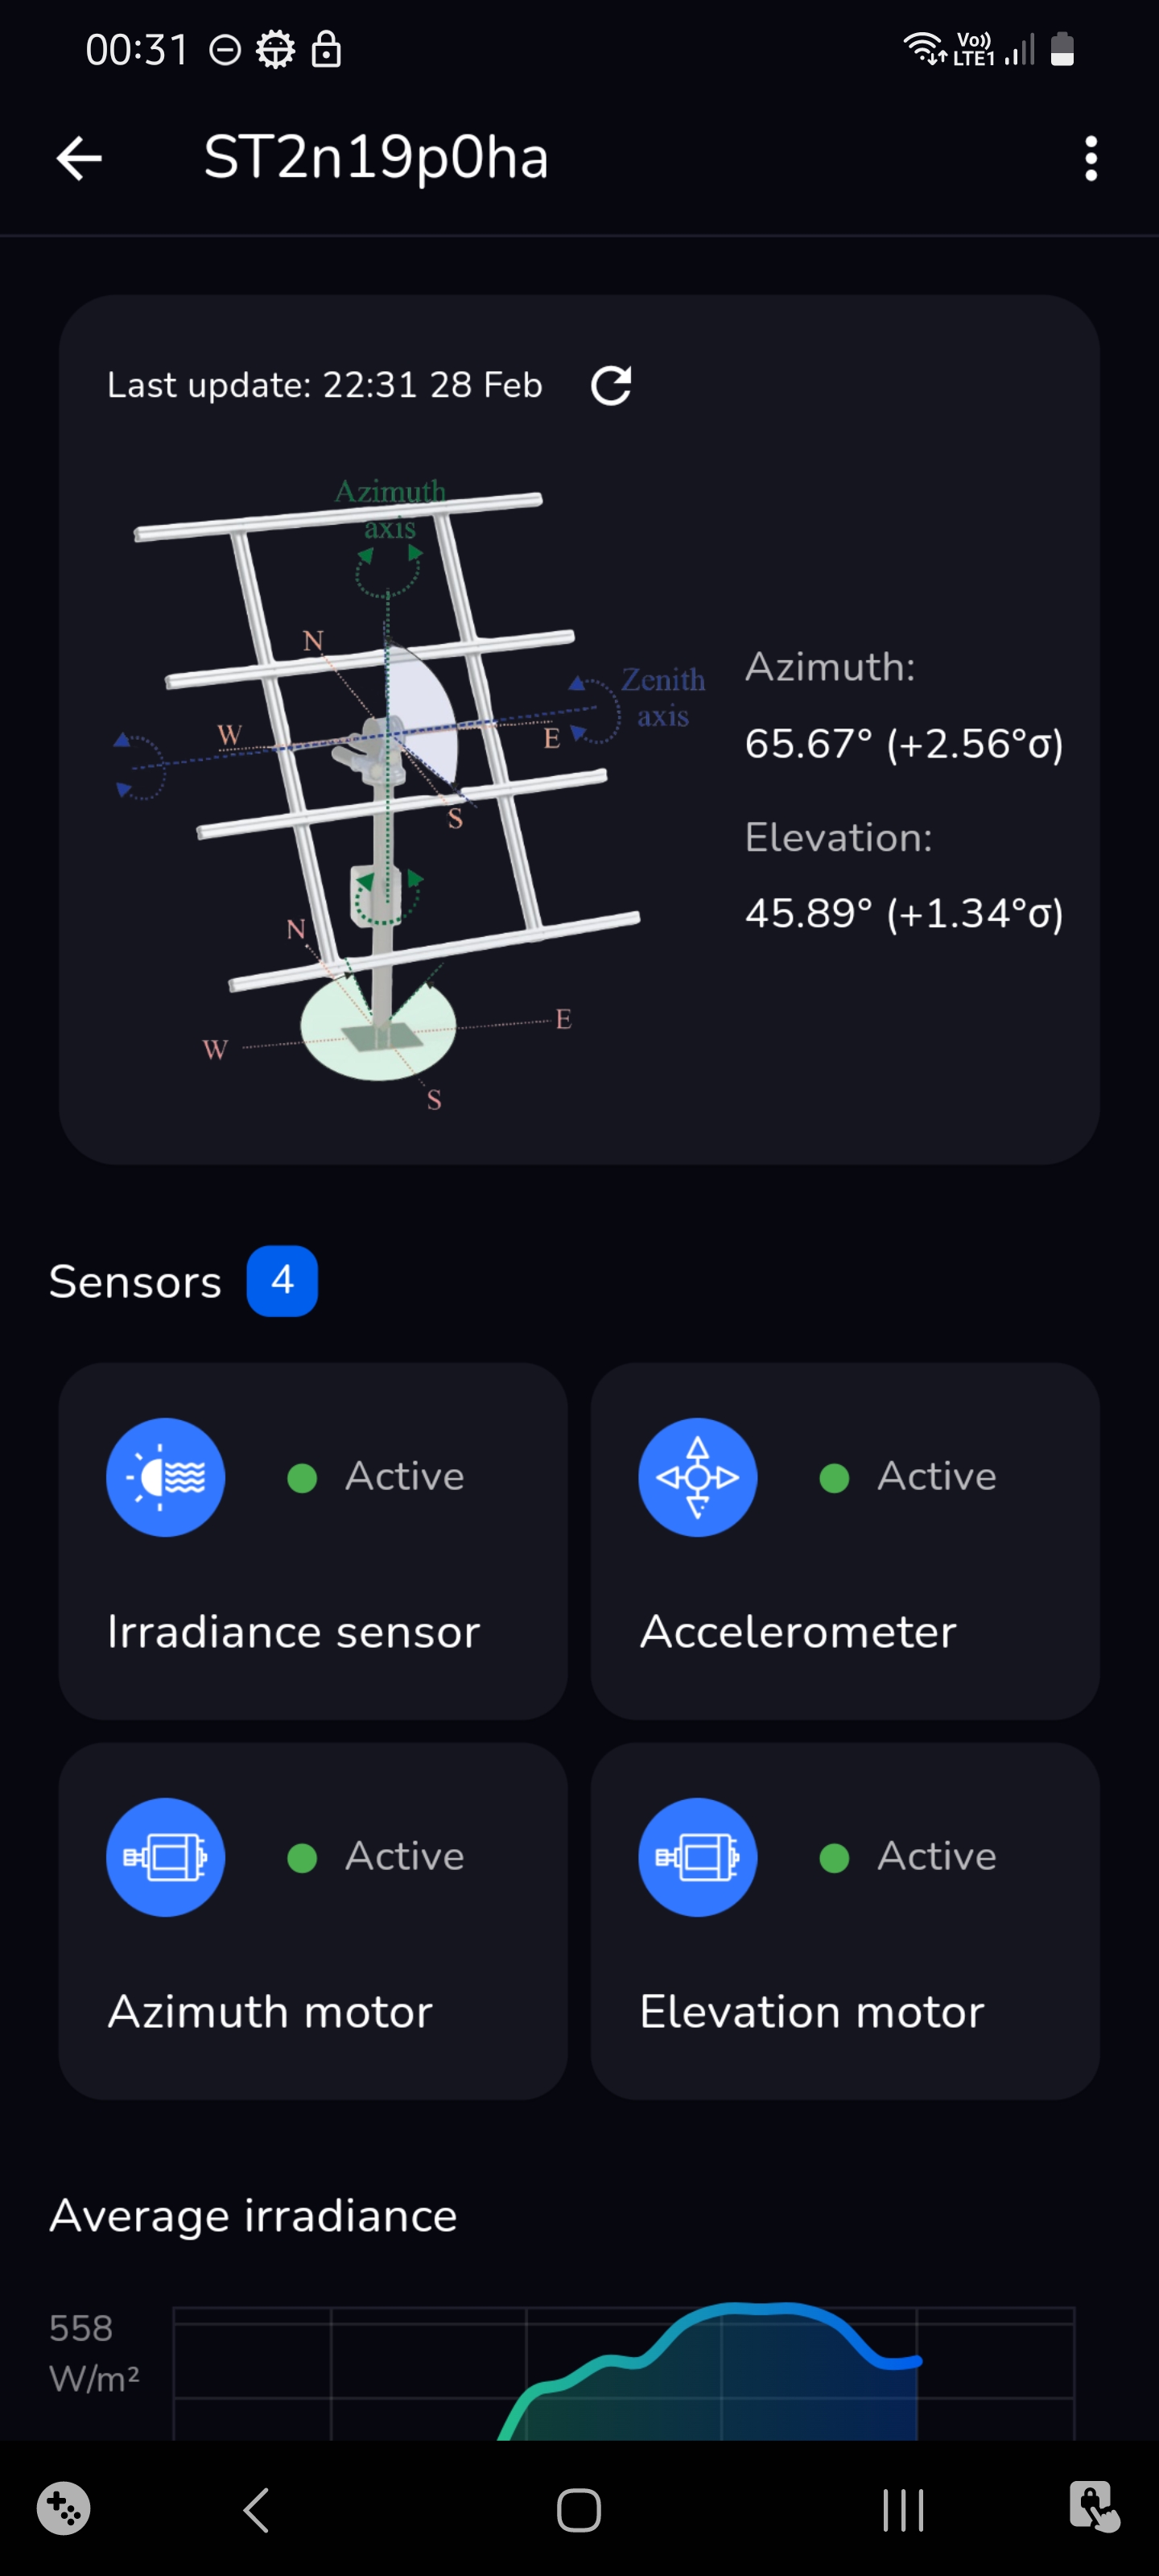 00:31
Vo)) LTE1
ST2n19p0ha
Last update: 22:31 28 Feb
Azimuth
axis
N
Zenith
axis
W
E
S
N
E
W
S
Azimuth:
65.67° (+2.56°σ)
Elevation:
45.89° (+1.34°σ)
Sensors 4
Active
Irradiance sensor
Active
Accelerometer
Active
Azimuth motor
Active
Elevation motor
Average irradiance
558
W/m²